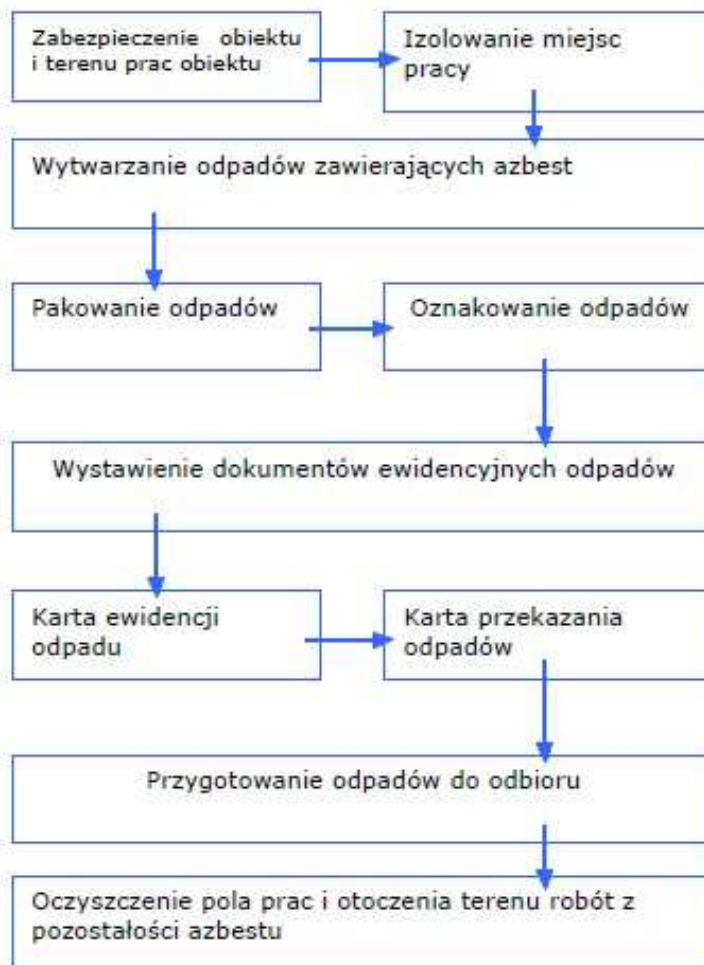 Zabezpieczenie obiektu
i terenu prac obiektu
Izolowanie miejsc
pracy
Wytwarzanie odpadów zawierających azbest
Pakowanie odpadów
Oznakowanie odpadów
Wystawienie dokumentów ewidencyjnych odpadów
Karta ewidencji
odpadu
Karta przekazania
odpadów
Przygotowanie odpadów do odbioru
Oczyszczenie pola prac i otoczenia terenu robót z
pozostałości azbestu